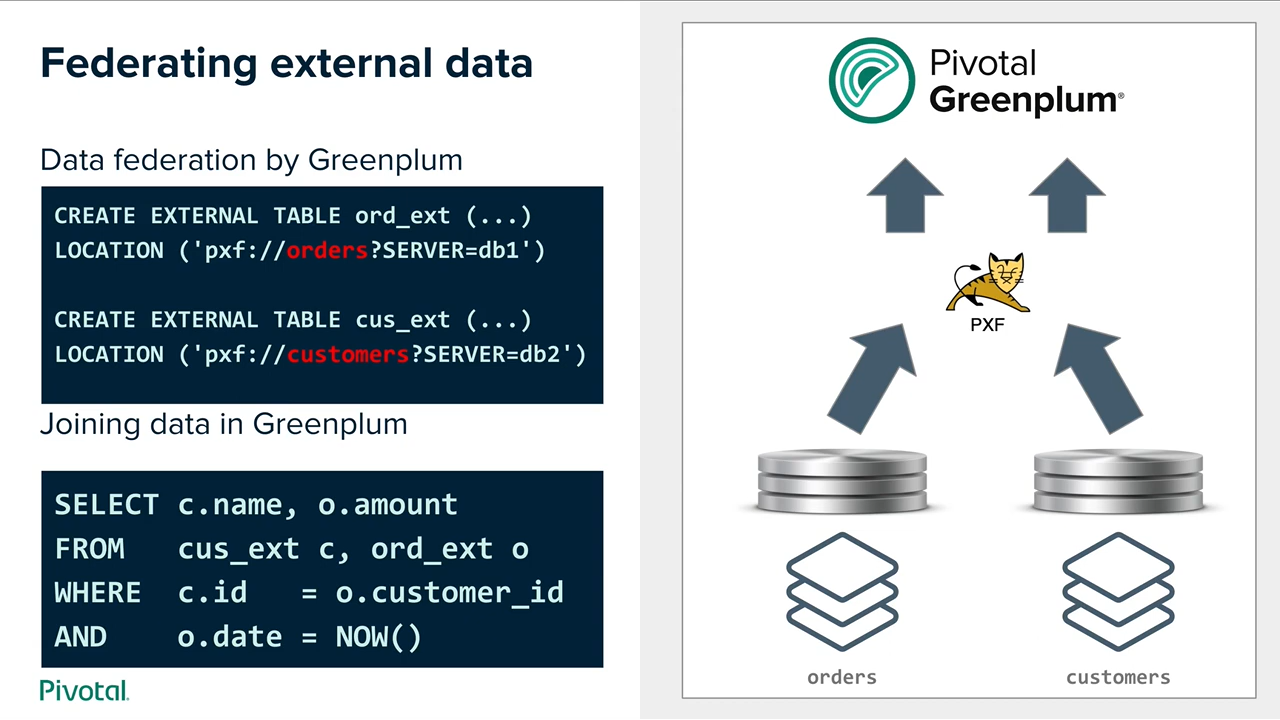 Federating external data
Data federation by Greenplum
CREATE EXTERNAL TABLE ord_ext (...)
LOCATION ('pxf://orders?SERVER=db1')
CREATE EXTERNAL TABLE cus_ext (...)
LOCATION ('pxf://customers?SERVER=db2')
Joining data in Greenplum
SELECT c.name, o.amount
FROM   cus_ext c, ord_ext o
WHERE  c.id   = o.customer_id
AND    o.date = NOW()
Pivotal.
Pivotal
Greenplum®
PXF
orders
customers